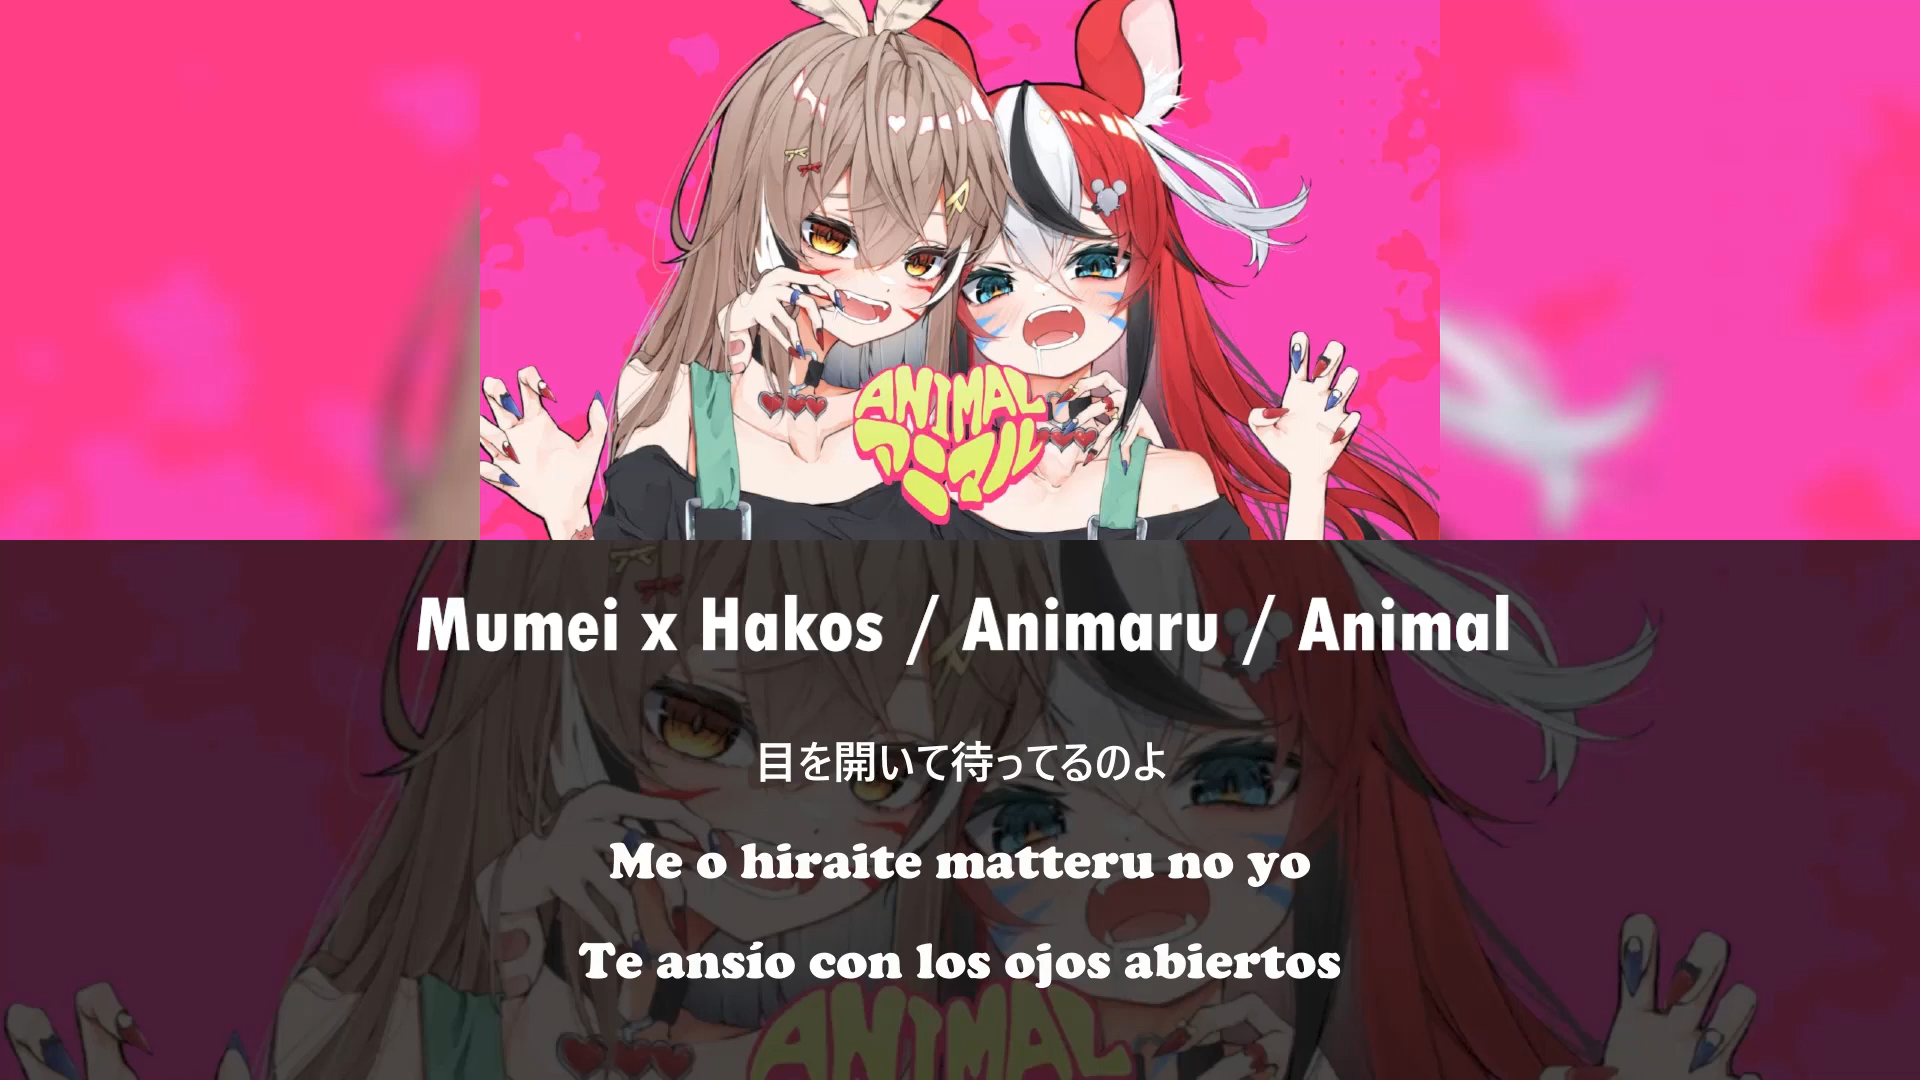 ANIMAL
アニマル
Mumei x Hakos / Animaru / Animal
目を開いて待ってるのよ
Me o hiraite matteru no yo
Te ansío con los ojos abiertos
ANIMAL